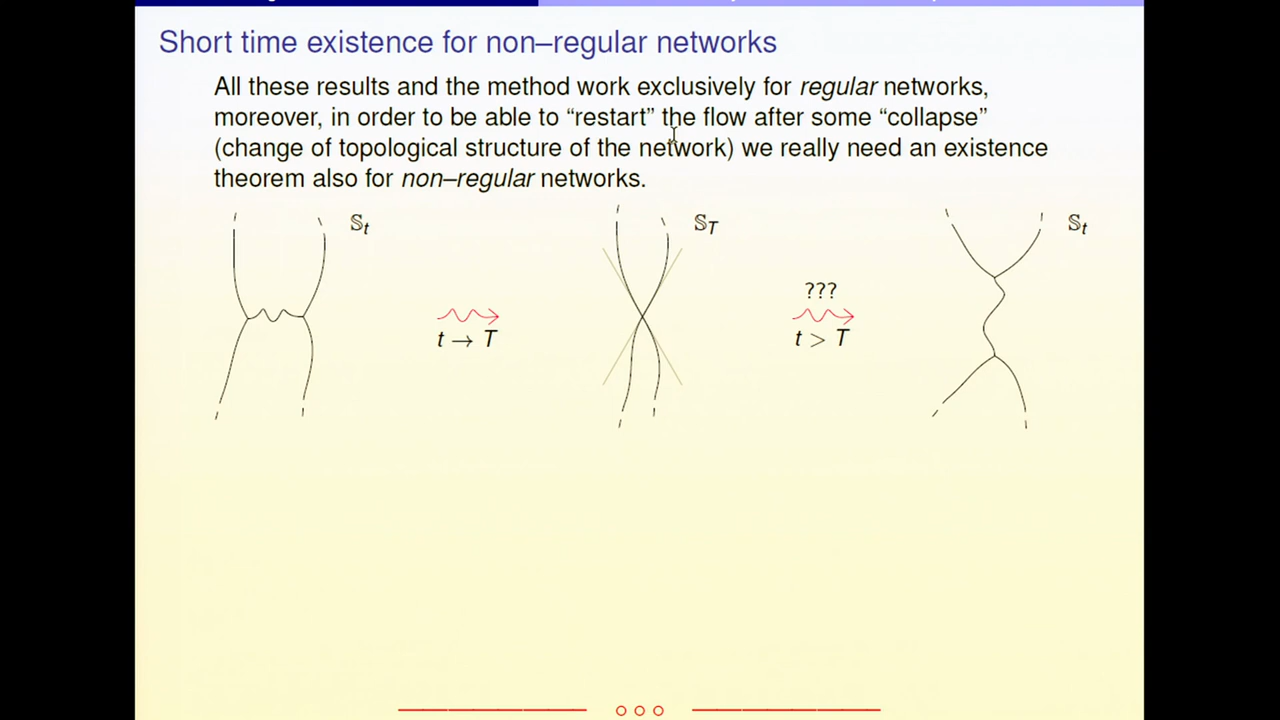 Short time existence for non–regular networks
All these results and the method work exclusively for regular networks,
moreover, in order to be able to “restart” the flow after some “collapse”
(change of topological structure of the network) we really need an existence
theorem also for non–regular networks.
𝕊t
𝕊T
𝕊t
???
t → T
t > T